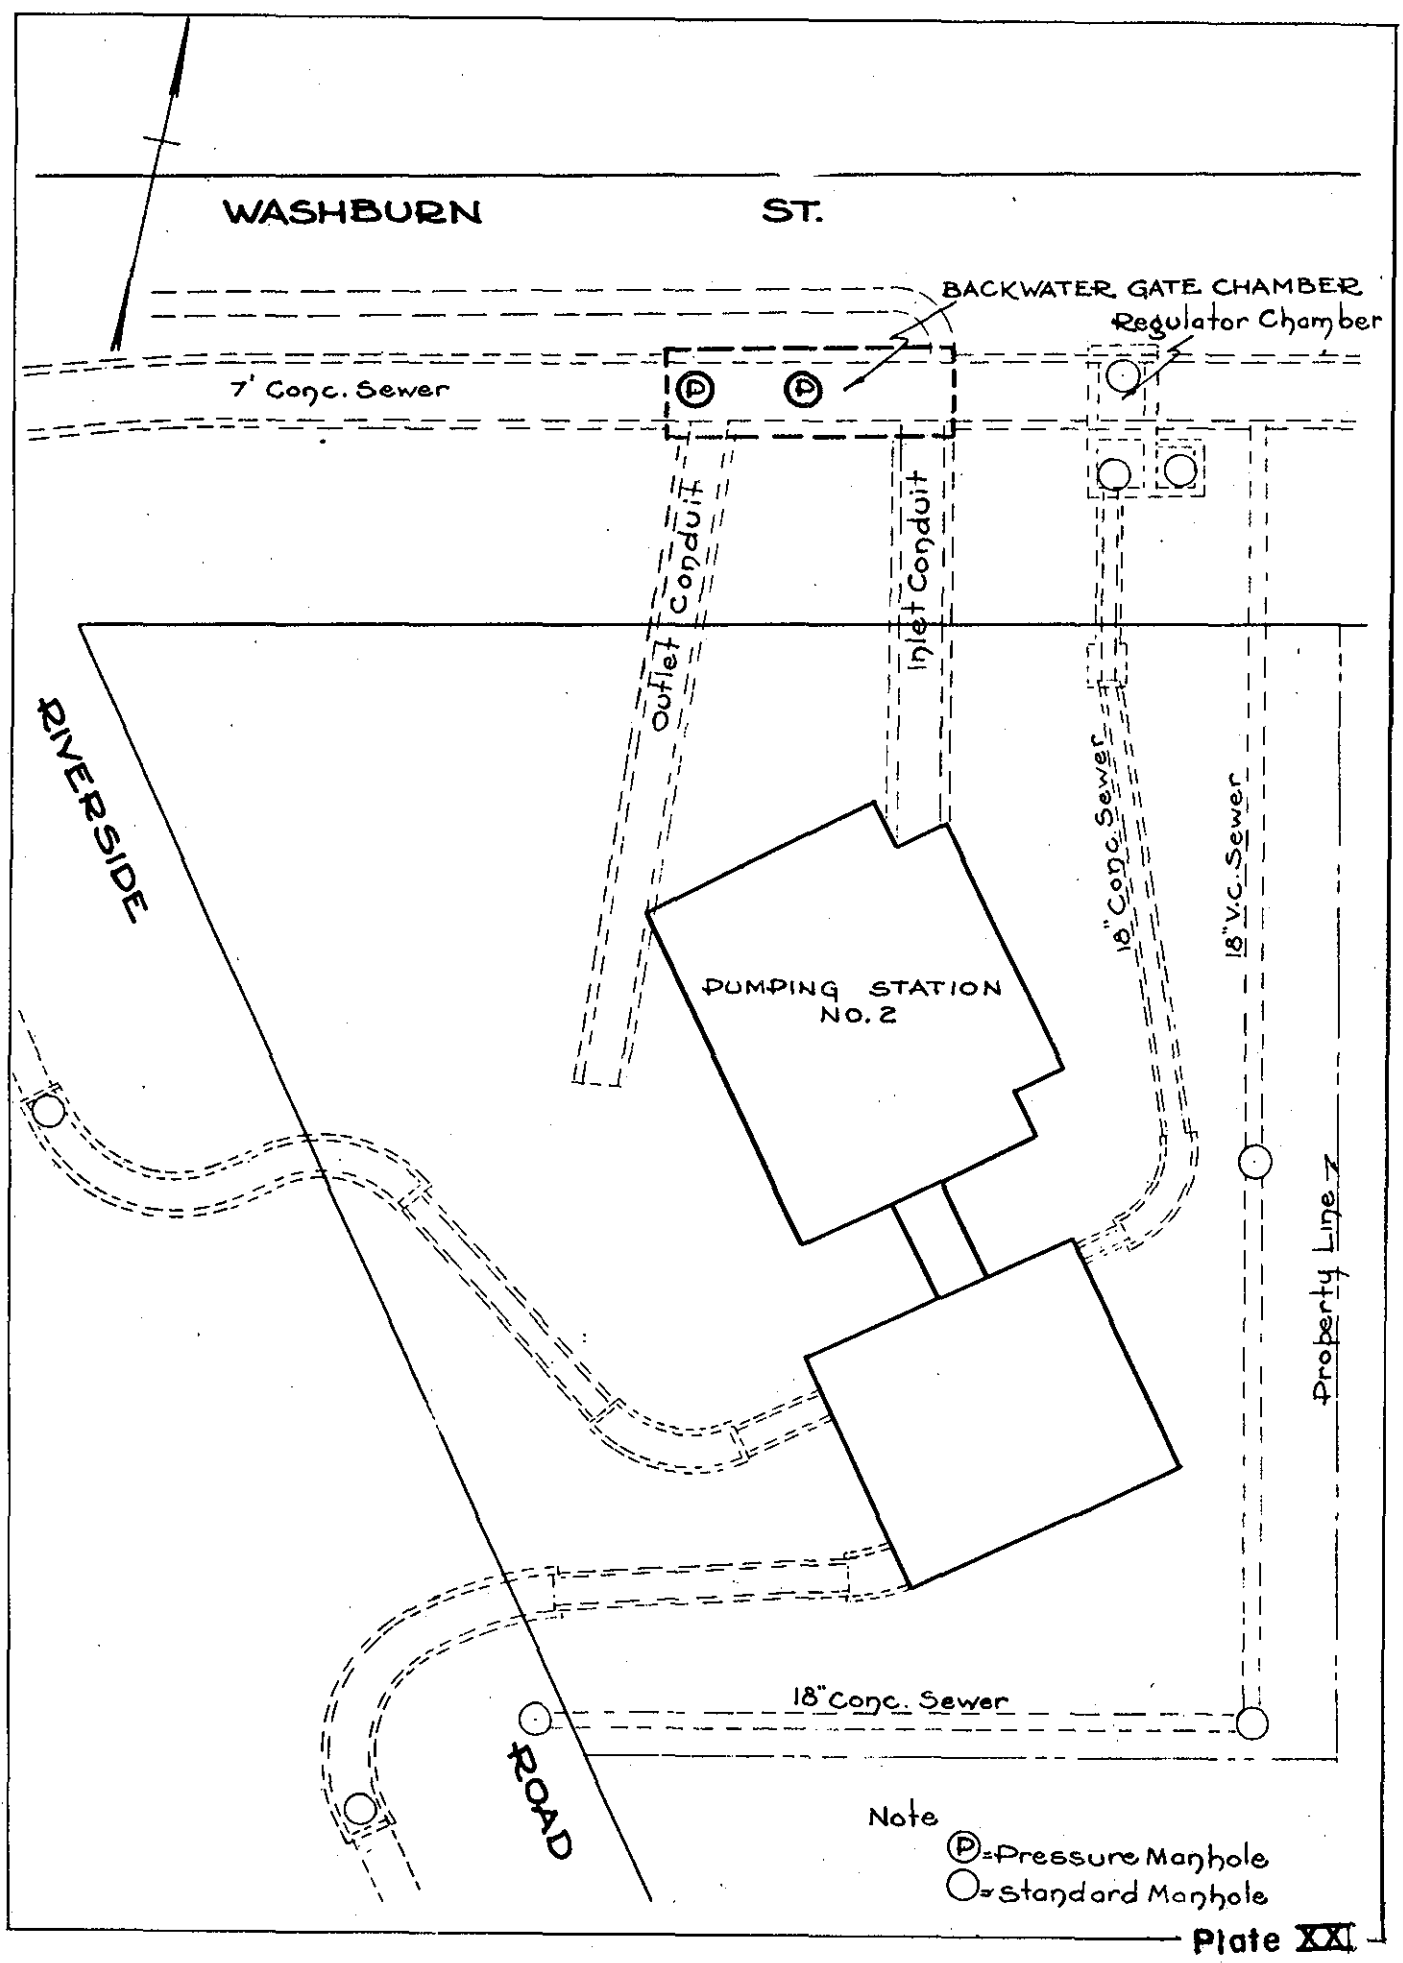 WASHBURN ST.
BACKWATER GATE CHAMBER
Regulator Chamber
7' Conc. Sewer
P
P
Outlet Conduit
Inlet Conduit
RIVERSIDE
18" Conc. Sewer
18" V.C. Sewer
PUMPING STATION
NO. 2
Property Line
18" Conc. Sewer
ROAD
Note
P = Pressure Manhole
= Standard Manhole
Plate XXI